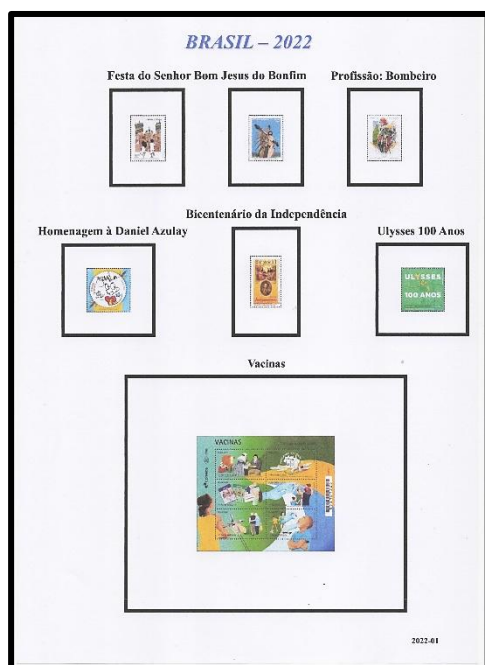 BRASIL – 2022
Festa do Senhor Bom Jesus do Bonfim
Profissão: Bombeiro
Bicentenário da Independência
Homenagem à Daniel Azulay
Ulysses 100 Anos
ULYSSES
100 ANOS
Vacinas
VACINAS
2022-01